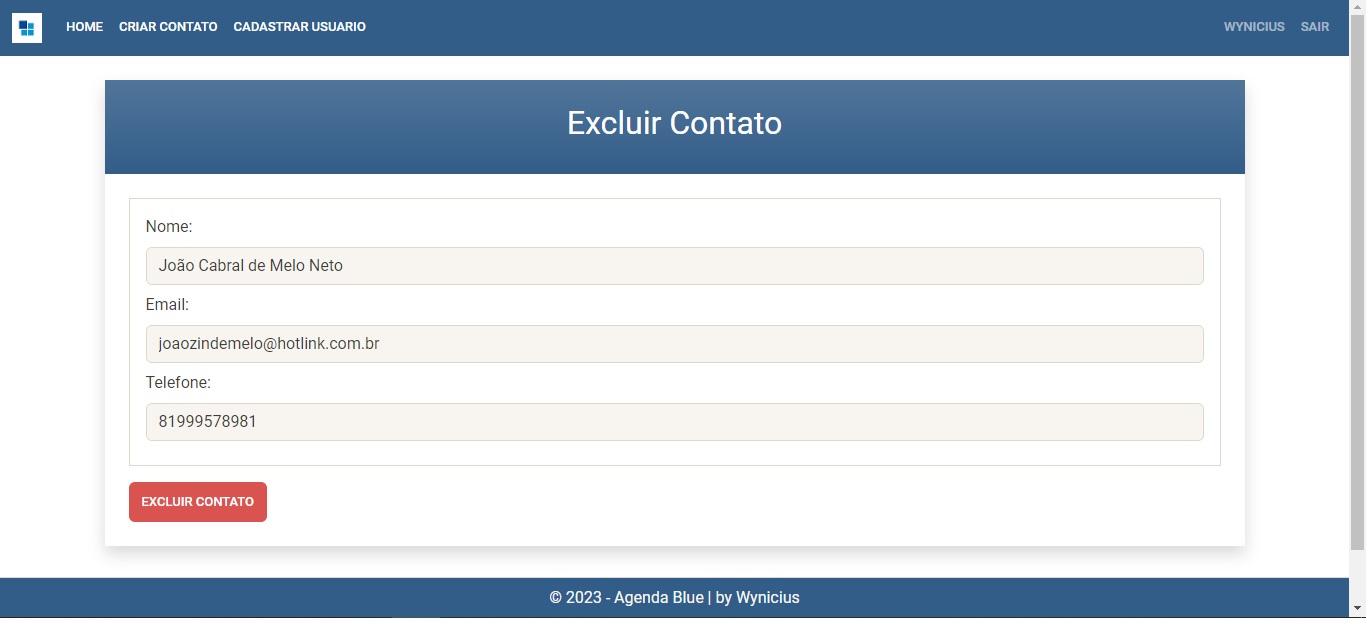 HOME CRIAR CONTATO CADASTRAR USUARIO WYNICIUS SAIR
Excluir Contato
Nome:
João Cabral de Melo Neto
Email:
joaozindemelo@hotlink.com.br
Telefone:
81999578981
EXCLUIR CONTATO
© 2023 - Agenda Blue | by Wynicius